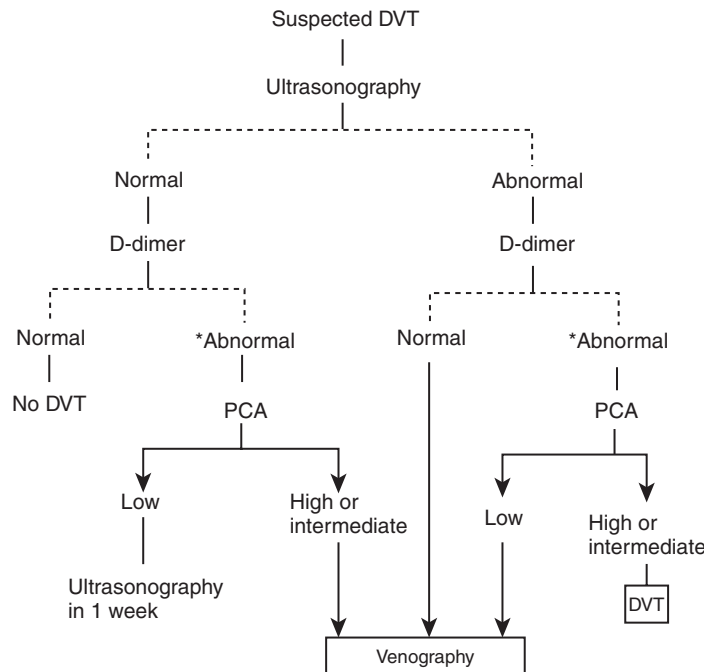 Suspected DVT
Ultrasonography
Normal
Abnormal
D-dimer
D-dimer
Normal
*Abnormal
Normal
*Abnormal
No DVT
PCA
PCA
Low
High or
intermediate
Low
High or
intermediate
Ultrasonography
in 1 week
DVT
Venography